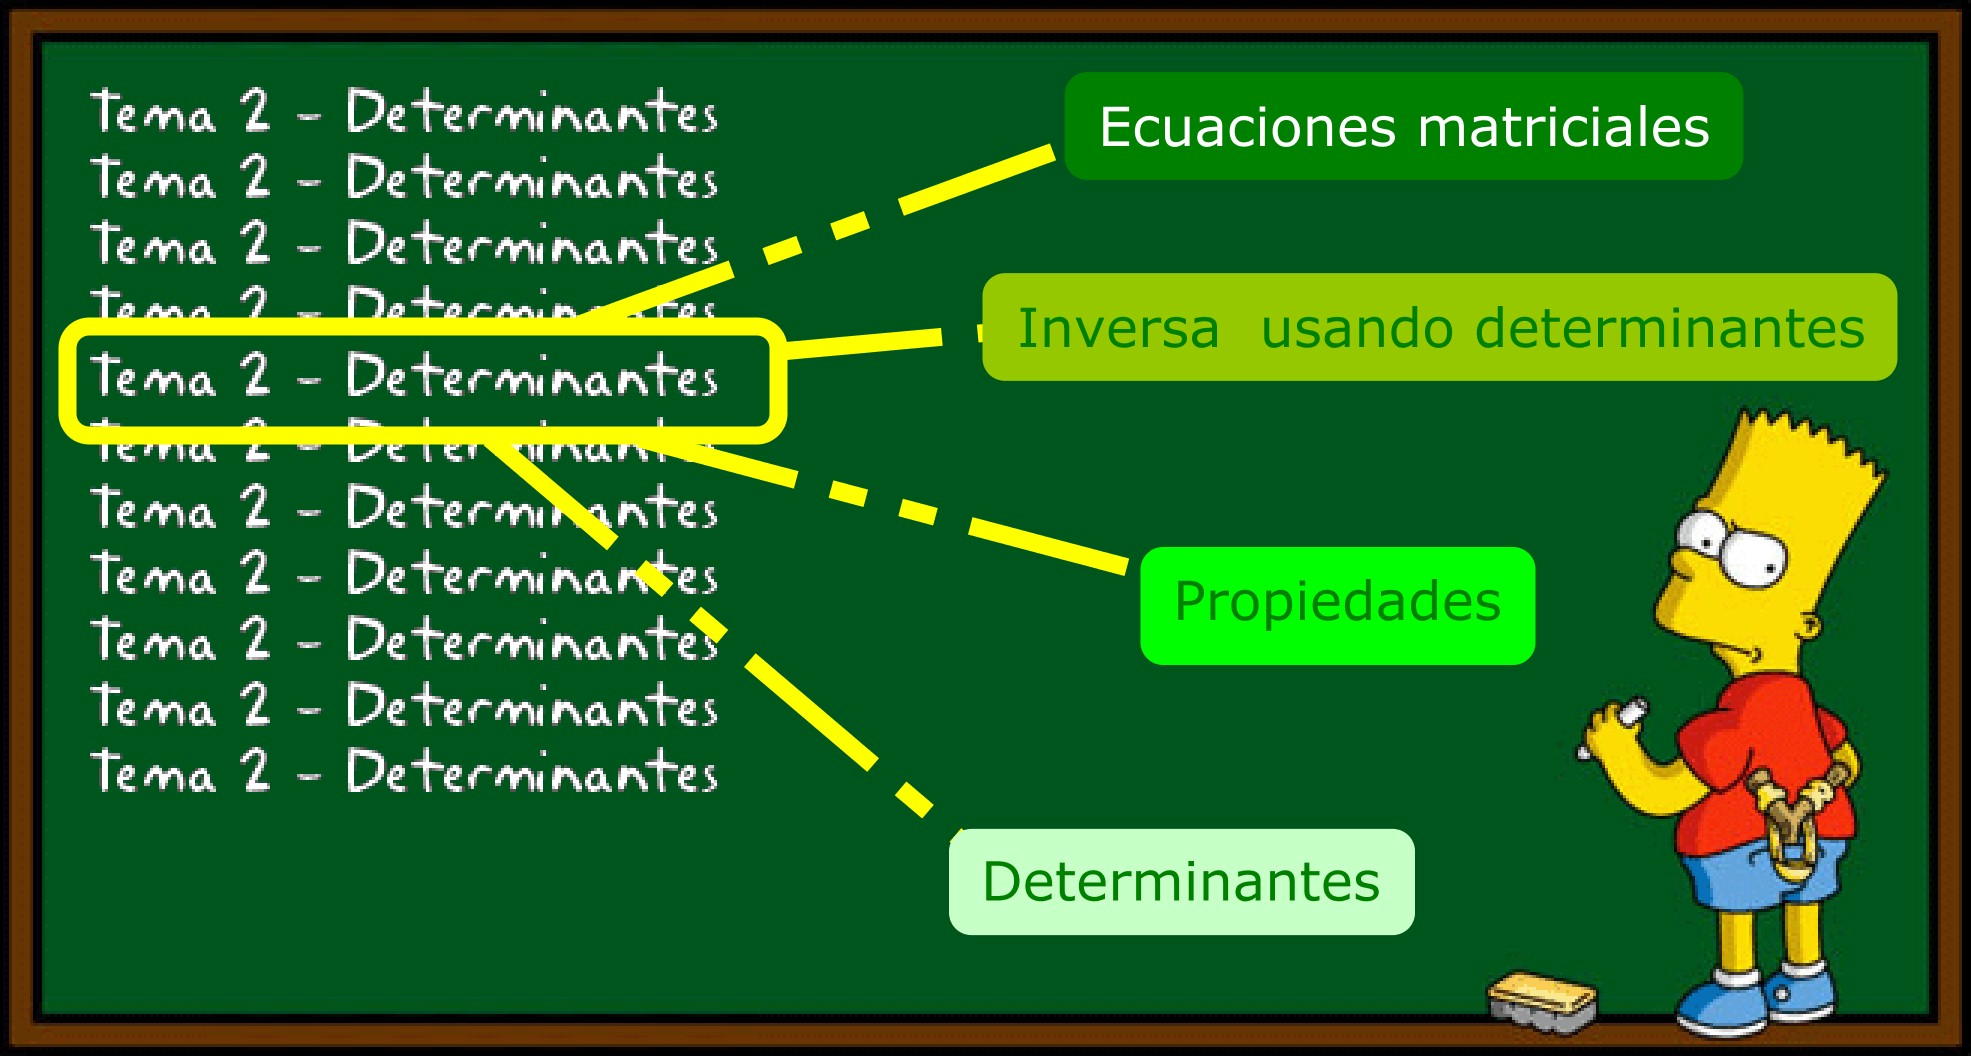 Tema 2 - Determinantes
Tema 2 - Determinantes
Tema 2 - Determinantes
Tema 2 - Determinantes
Tema 2 - Determinantes
Tema 2 - Determinantes
Tema 2 - Determinantes
Tema 2 - Determinantes
Tema 2 - Determinantes
Tema 2 - Determinantes
Tema 2 - Determinantes
Ecuaciones matriciales
Inversa usando determinantes
Propiedades
Determinantes